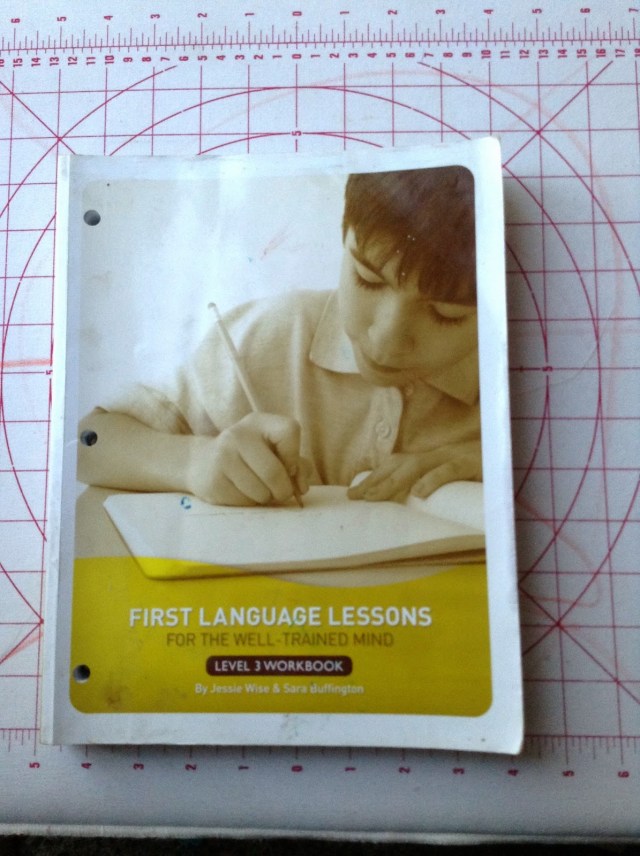 FIRST LANGUAGE LESSONS
FOR THE WELL-TRAINED MIND
LEVEL 3 WORKBOOK
By Jessie Wise & Sara Buffington